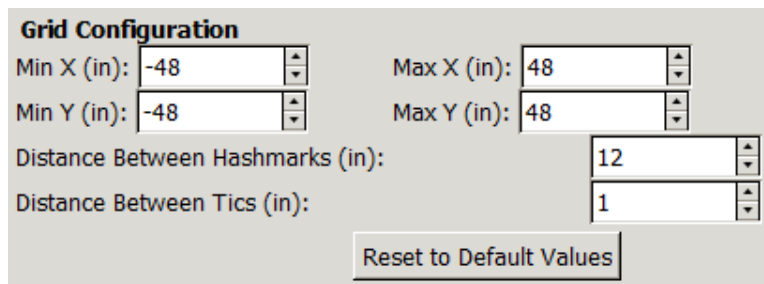 Grid Configuration
Min X (in): -48 Max X (in): 48
Min Y (in): -48 Max Y (in): 48
Distance Between Hashmarks (in): 12
Distance Between Tics (in): 1
Reset to Default Values